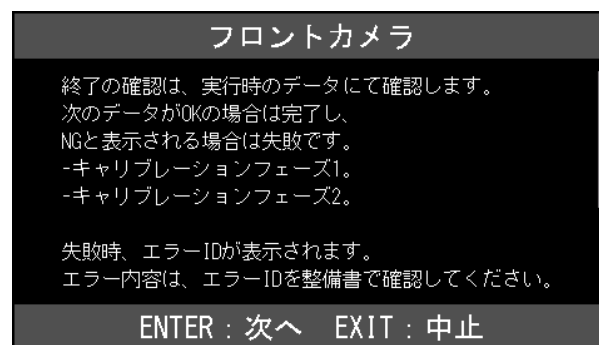 フロントカメラ
終了の確認は、実行時のデータにて確認します。
次のデータがOKの場合は完了し、
NGと表示される場合は失敗です。
-キャリブレーションフェーズ1。
-キャリブレーションフェーズ2。
失敗時、エラーIDが表示されます。
エラー内容は、エラーIDを整備書で確認してください。
ENTER：次へ　EXIT：中止